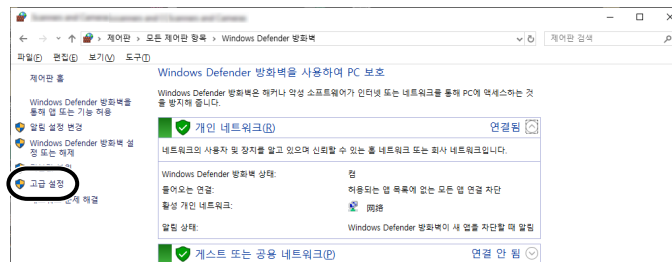 제어판 › 모든 제어판 항목 › Windows Defender 방화벽
제어판 검색
파일(F) 편집(E) 보기(V) 도구(T)
제어판 홈
Windows Defender 방화벽을
통해 앱 또는 기능 허용
알림 설정 변경
Windows Defender 방화벽 설
정 또는 해제
고급 설정
문제 해결
Windows Defender 방화벽을 사용하여 PC 보호
Windows Defender 방화벽은 해커나 악성 소프트웨어가 인터넷 또는 네트워크를 통해 PC에 액세스하는 것
을 방지해 줍니다.
개인 네트워크(R) 연결됨
네트워크의 사용자 및 장치를 알고 있으며 신뢰할 수 있는 홈 네트워크 또는 회사 네트워크입니다.
Windows Defender 방화벽 상태: 켬
들어오는 연결: 허용되는 앱 목록에 없는 모든 앱 연결 차단
활성 개인 네트워크: 网络
알림 상태: Windows Defender 방화벽이 새 앱을 차단할 때 알림
게스트 또는 공용 네트워크(P) 연결 안 됨